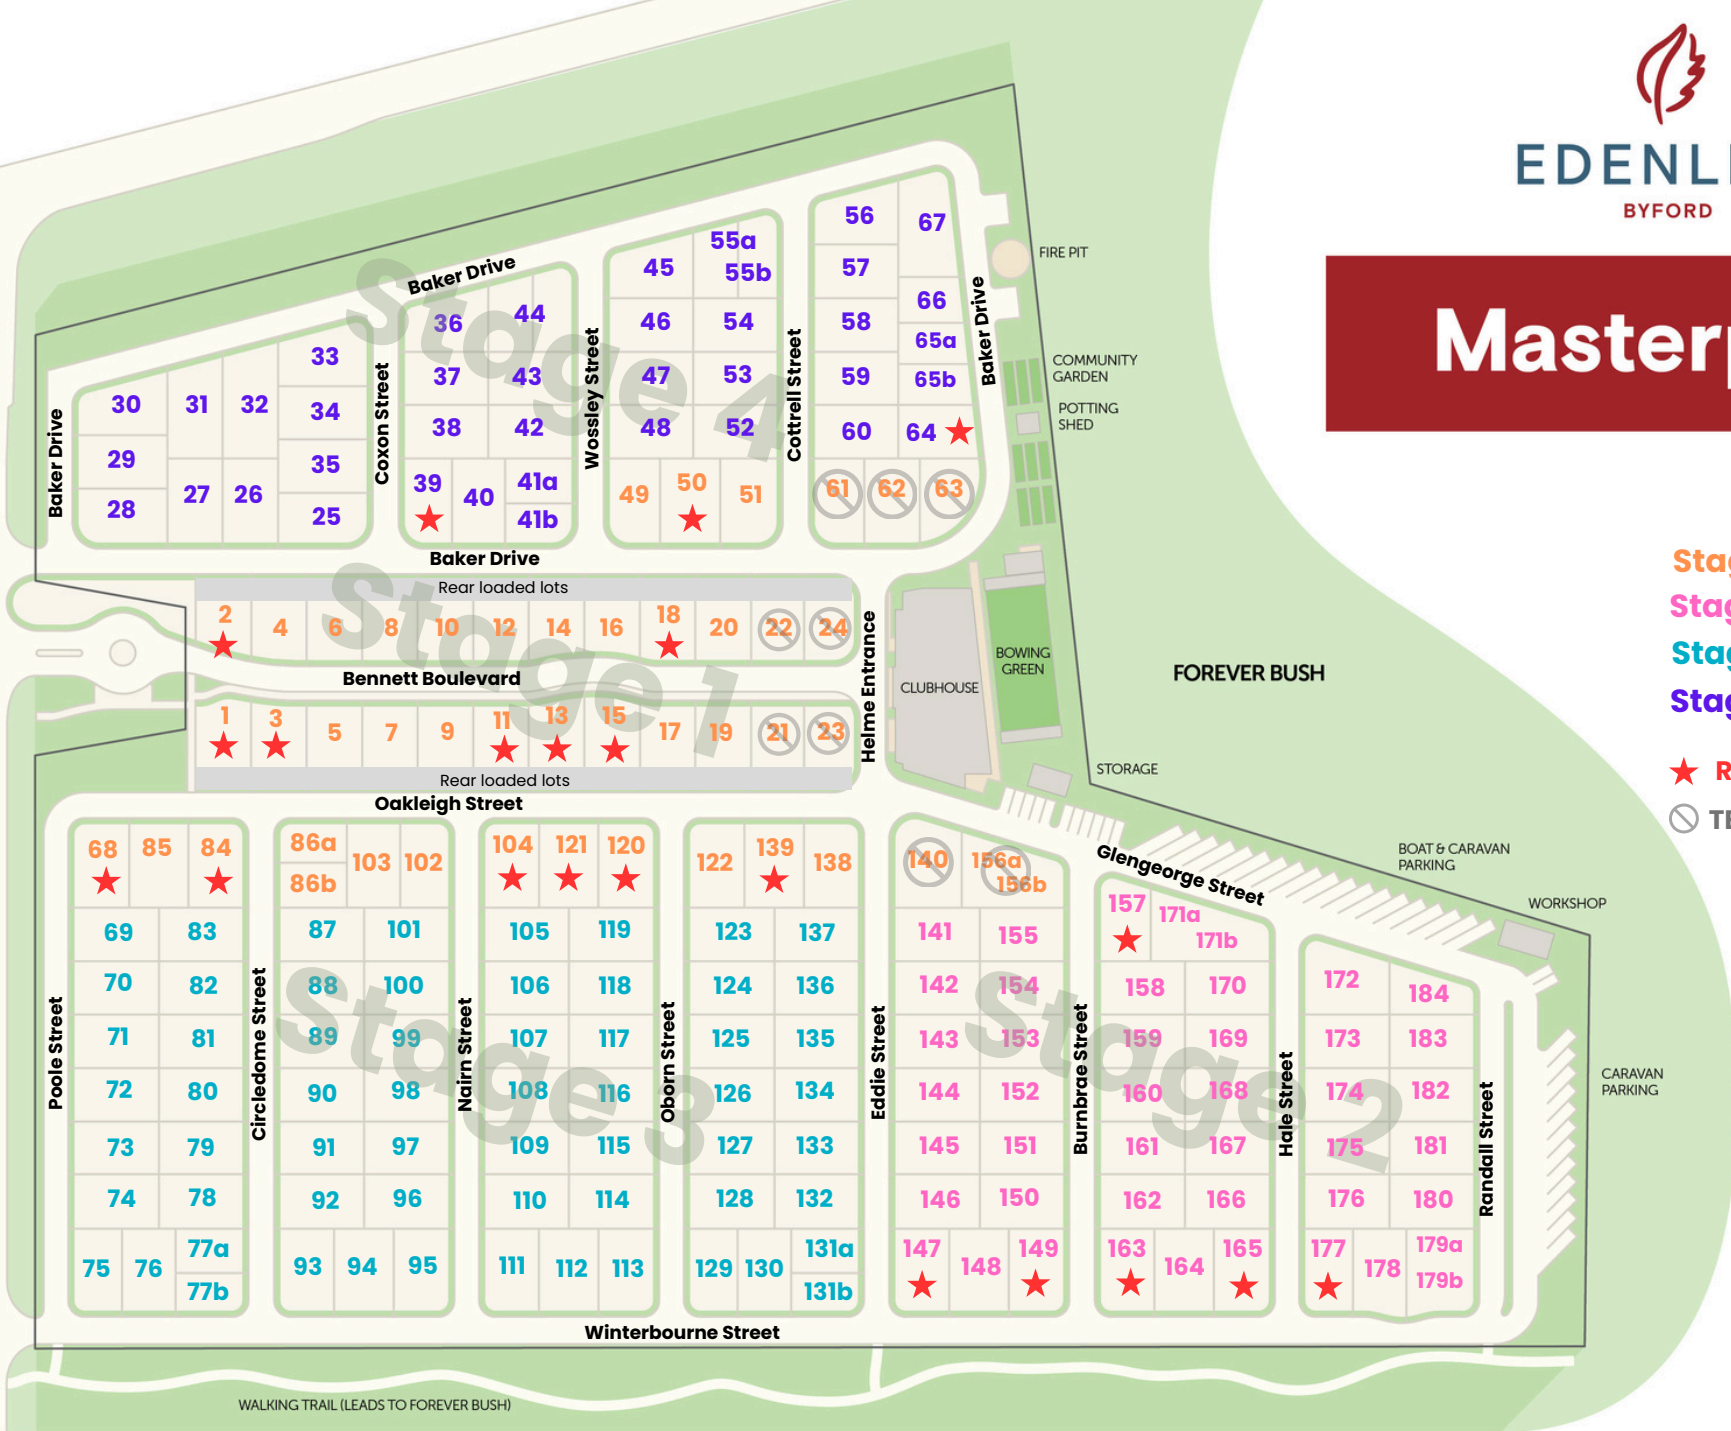 EDENLI
BYFORD
Masterp
56
67
FIRE PIT
55a
45
55b
57
Baker Drive
66
Baker Drive
36
44
46
54
58
65a
COMMUNITY
GARDEN
33
37
43
47
53
59
65b
POTTING
SHED
30
31
32
34
38
42
48
52
60
64
Baker Drive
Coxon Street
Wossley Street
Cottrell Street
29
35
39
40
41a
49
50
51
61
62
63
28
27
26
25
41b
Stage 4
Baker Drive
Rear loaded lots
2
4
6
8
10
12
14
16
18
20
22
24
Bennett Boulevard
Stage 1
Helme Entrance
CLUBHOUSE
BOWING
GREEN
FOREVER BUSH
1
3
5
7
9
11
13
15
17
19
21
23
Rear loaded lots
Oakleigh Street
STORAGE
Stag
Stag
Stag
Stag
R
TE
68
85
84
86a
103
102
86b
104
121
120
122
139
138
140
156a
156b
Glengeorge Street
BOAT & CARAVAN
PARKING
WORKSHOP
157
171a
171b
69
83
87
101
105
119
123
137
141
155
70
82
88
100
106
118
124
136
142
154
158
170
172
184
71
81
89
99
107
117
125
135
143
153
159
169
173
183
72
80
90
98
108
116
126
134
144
152
160
168
174
182
CARAVAN
PARKING
Poole Street
Circledome Street
Nairn Street
Oborn Street
Eddie Street
Burnbrae Street
Hale Street
Randall Street
Stage 3
Stage 2
73
79
91
97
109
115
127
133
145
151
161
167
175
181
74
78
92
96
110
114
128
132
146
150
162
166
176
180
75
76
77a
77b
93
94
95
111
112
113
129
130
131a
131b
147
148
149
163
164
165
177
178
179a
179b
Winterbourne Street
WALKING TRAIL (LEADS TO FOREVER BUSH)